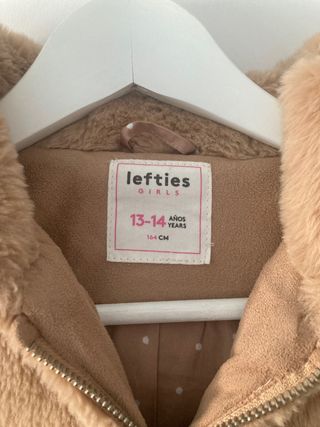 lefties
GIRLS
13-14 AÑOS
YEARS
164 CM